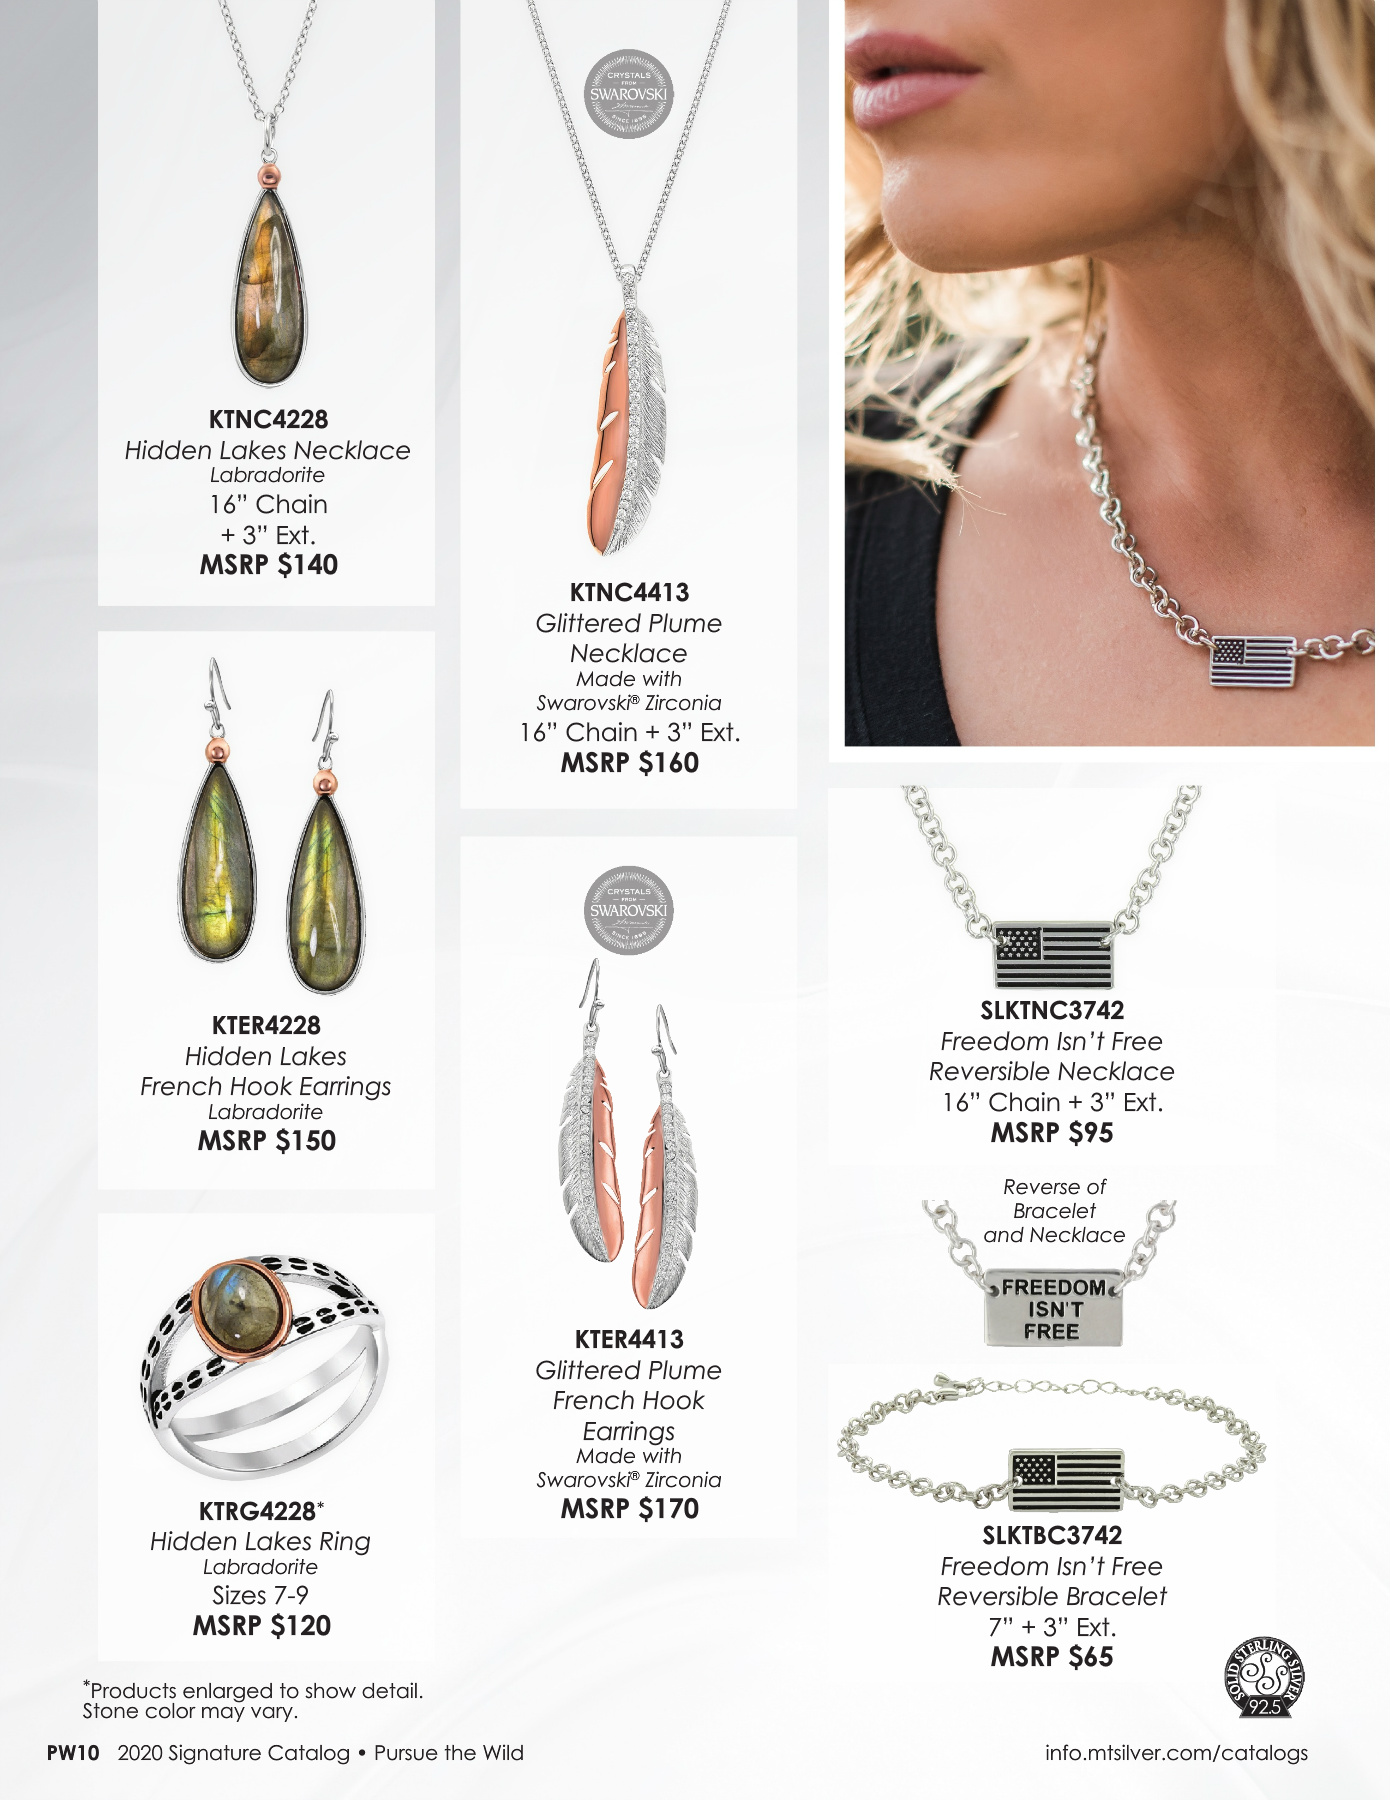 KTNC4228
Hidden Lakes Necklace
Labradorite
16” Chain
+ 3” Ext.
MSRP $140
KTER4228
Hidden Lakes
French Hook Earrings
Labradorite
MSRP $150
KTRG4228*
Hidden Lakes Ring
Labradorite
Sizes 7-9
MSRP $120
*Products enlarged to show detail.
Stone color may vary.
CRYSTALS
FROM
SWAROVSKI
SINCE 1895
KTNC4413
Glittered Plume
Necklace
Made with
Swarovski® Zirconia
16” Chain + 3” Ext.
MSRP $160
CRYSTALS
FROM
SWAROVSKI
SINCE 1895
KTER4413
Glittered Plume
French Hook
Earrings
Made with
Swarovski® Zirconia
MSRP $170
SLKTNC3742
Freedom Isn’t Free
Reversible Necklace
16” Chain + 3” Ext.
MSRP $95
Reverse of
Bracelet
and Necklace
FREEDOM
ISN'T
FREE
SLKTBC3742
Freedom Isn’t Free
Reversible Bracelet
7” + 3” Ext.
MSRP $65
SOLID STERLING SILVER
92.5
PW10 2020 Signature Catalog • Pursue the Wild
info.mtsilver.com/catalogs